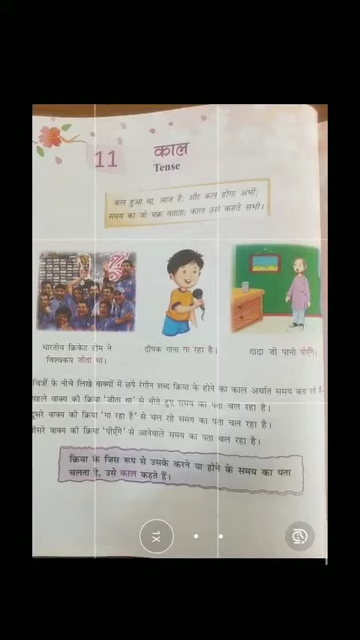 11
काल
Tense
कल हुआ था, आज है; और कल होगा अभी;
समय का जो चक्र बताता; काल उसे कहते सभी।
भारतीय क्रिकेट टीम ने
विश्वकप जीता था।
दीपक गाना गा रहा है।
दादा जी पानी पीएँगे।
चित्रों के नीचे लिखे वाक्यों में छपे रंगीन शब्द क्रिया के होने का काल अर्थात समय बता रहे हैं
पहले वाक्य की क्रिया 'जीता था' से बीते हुए समय का पता चल रहा है।
दूसरे वाक्य की क्रिया 'गा रहा है' से चल रहे समय का पता चल रहा है।
तीसरे वाक्य की क्रिया 'पीएँगे' से आनेवाले समय का पता चल रहा है।
क्रिया के जिस रूप से उसके करने या होने के समय का पता
चलता है, उसे काल कहते हैं।
1X